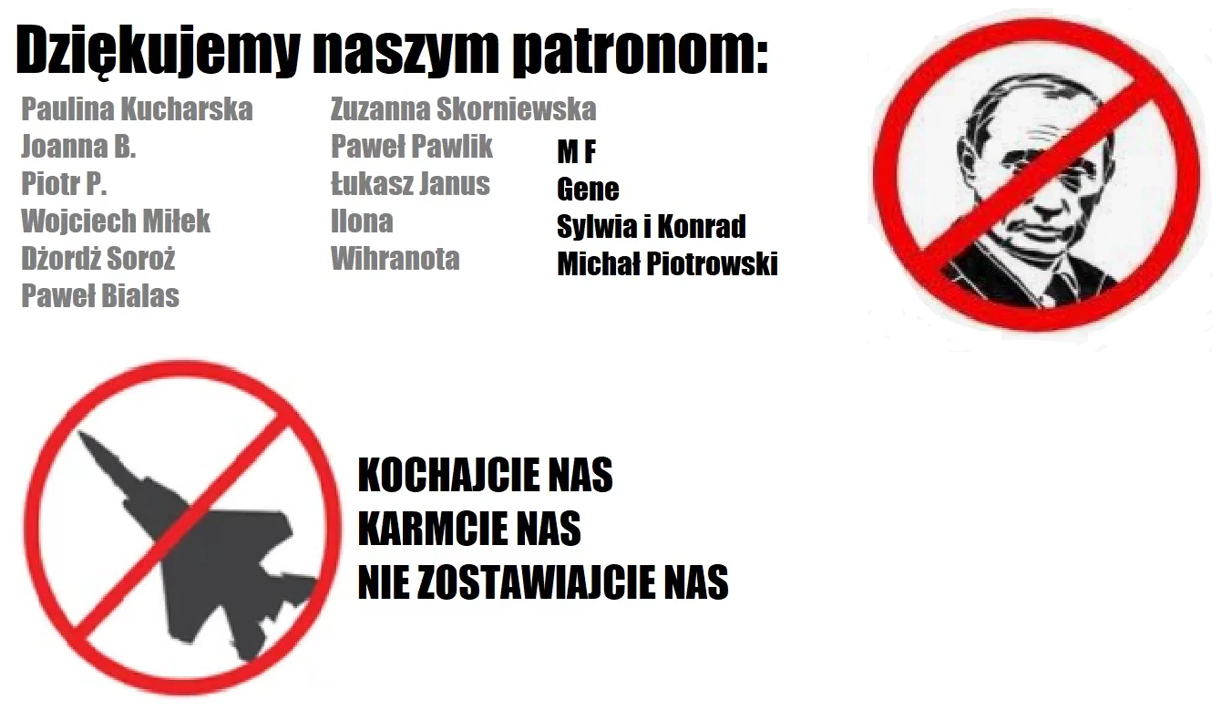 Dziękujemy naszym patronom:
Paulina Kucharska
Joanna B.
Piotr P.
Wojciech Miłek
Dżordż Soroż
Paweł Bialas
Zuzanna Skorniewska
Paweł Pawlik
Łukasz Janus
Ilona
Wihranota
M F
Gene
Sylwia i Konrad
Michał Piotrowski
KOCHAJCIE NAS
KARMCIE NAS
NIE ZOSTAWIAJCIE NAS